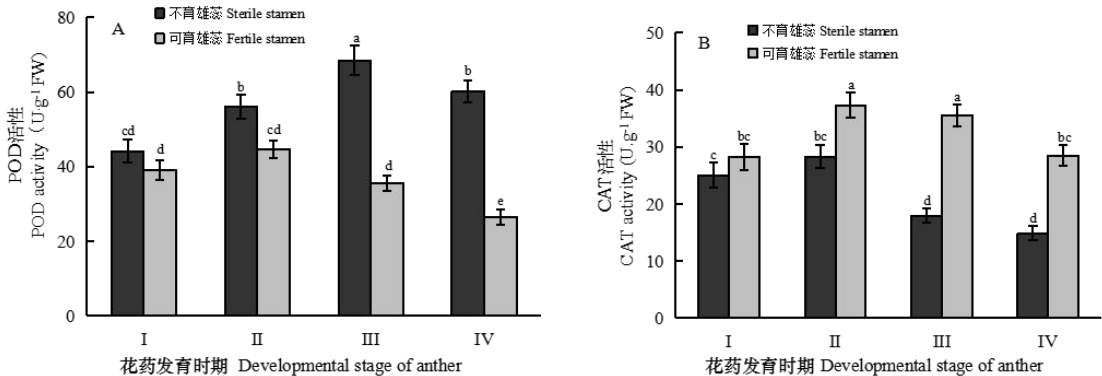 A
不育雄蕊 Sterile stamen
可育雄蕊 Fertile stamen
POD活性
POD activity (U·g-1 FW)
80
60
40
20
0
cd
d
b
cd
a
d
b
e
I
II
III
IV
花药发育时期 Developmental stage of anther
B
不育雄蕊 Sterile stamen
可育雄蕊 Fertile stamen
CAT活性
CAT activity (U·g-1 FW)
50
40
30
20
10
0
c
bc
bc
a
d
a
d
bc
I
II
III
IV
花药发育时期 Developmental stage of anther